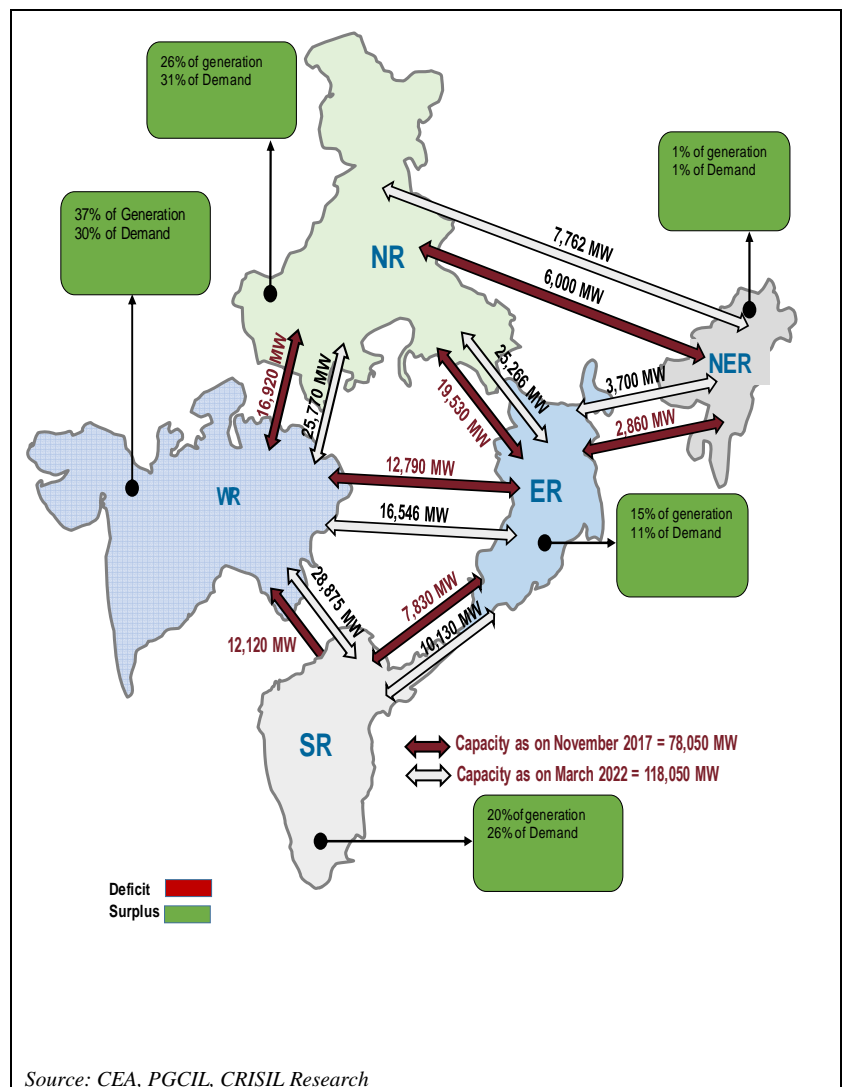 26% of generation
31% of Demand
1% of generation
1% of Demand
37% of Generation
30% of Demand
7,762 MW
NR
6,000 MW
NER
16,920 MW
25,770 MW
25,266 MW
19,530 MW
3,700 MW
2,860 MW
12,790 MW
WR
ER
16,546 MW
15% of generation
11% of Demand
28,875 MW
7,830 MW
12,120 MW
10,130 MW
SR
Capacity as on November 2017 = 78,050 MW
Capacity as on March 2022 = 118,050 MW
20% of generation
26% of Demand
Deficit
Surplus
Source: CEA, PGCIL, CRISIL Research